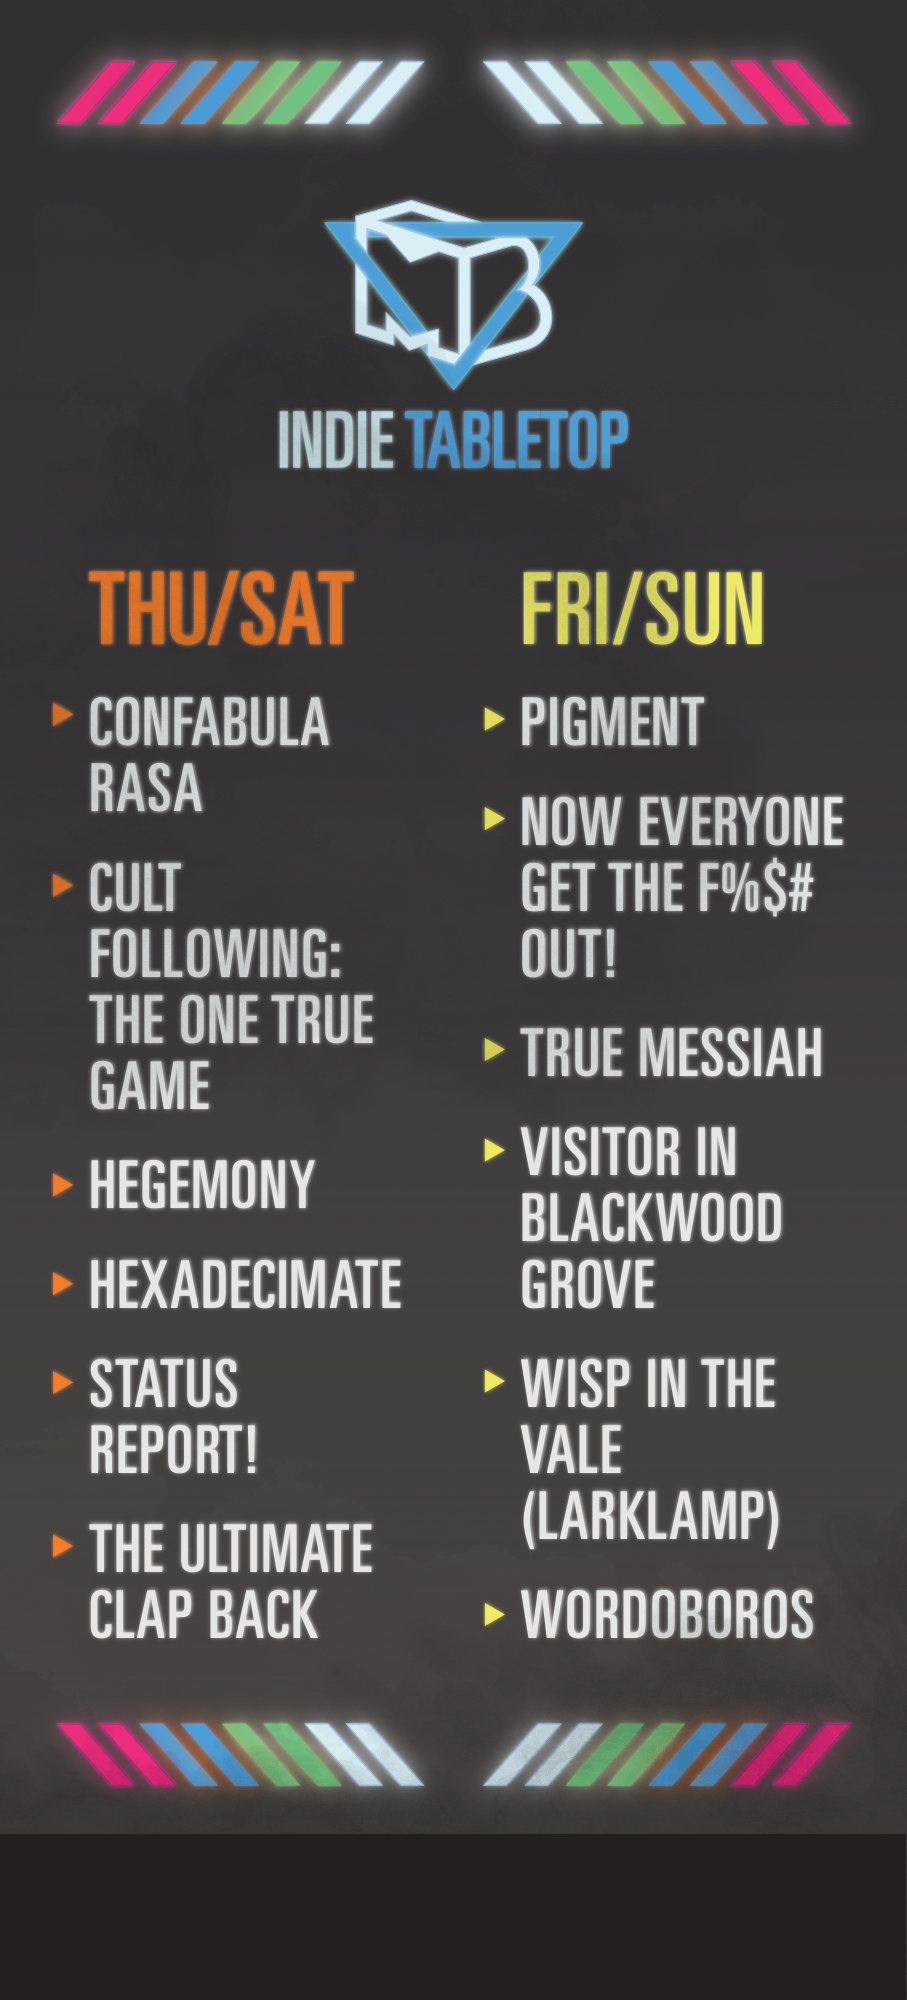 INDIE TABLETOP
THU/SAT
CONFABULA
RASA
CULT
FOLLOWING:
THE ONE TRUE
GAME
HEGEMONY
HEXADECIMATE
STATUS
REPORT!
THE ULTIMATE
CLAP BACK
FRI/SUN
PIGMENT
NOW EVERYONE
GET THE F%$#
OUT!
TRUE MESSIAH
VISITOR IN
BLACKWOOD
GROVE
WISP IN THE
VALE
(LARKLAMP)
WORDOBOROS